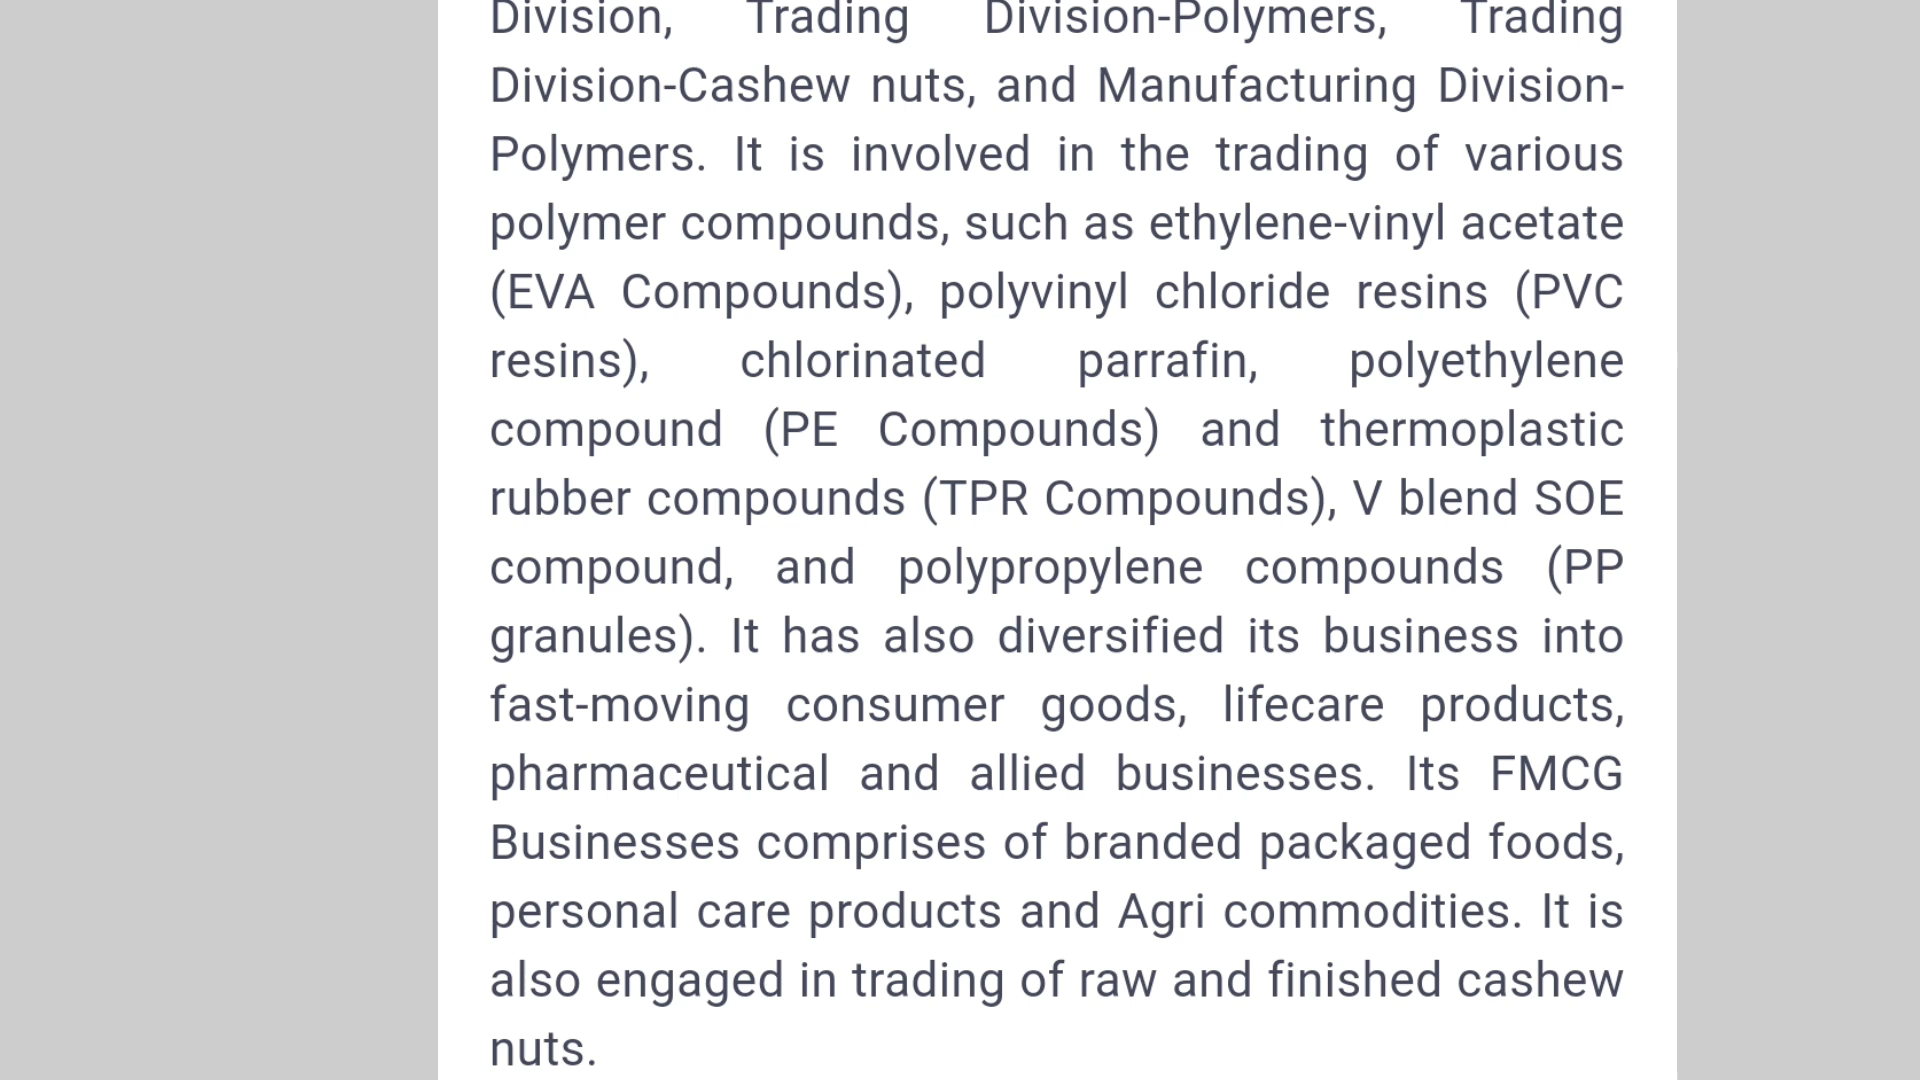 Division, Trading Division-Polymers, Trading
Division-Cashew nuts, and Manufacturing Division-
Polymers. It is involved in the trading of various
polymer compounds, such as ethylene-vinyl acetate
(EVA Compounds), polyvinyl chloride resins (PVC
resins), chlorinated parrafin, polyethylene
compound (PE Compounds) and thermoplastic
rubber compounds (TPR Compounds), V blend SOE
compound, and polypropylene compounds (PP
granules). It has also diversified its business into
fast-moving consumer goods, lifecare products,
pharmaceutical and allied businesses. Its FMCG
Businesses comprises of branded packaged foods,
personal care products and Agri commodities. It is
also engaged in trading of raw and finished cashew
nuts.